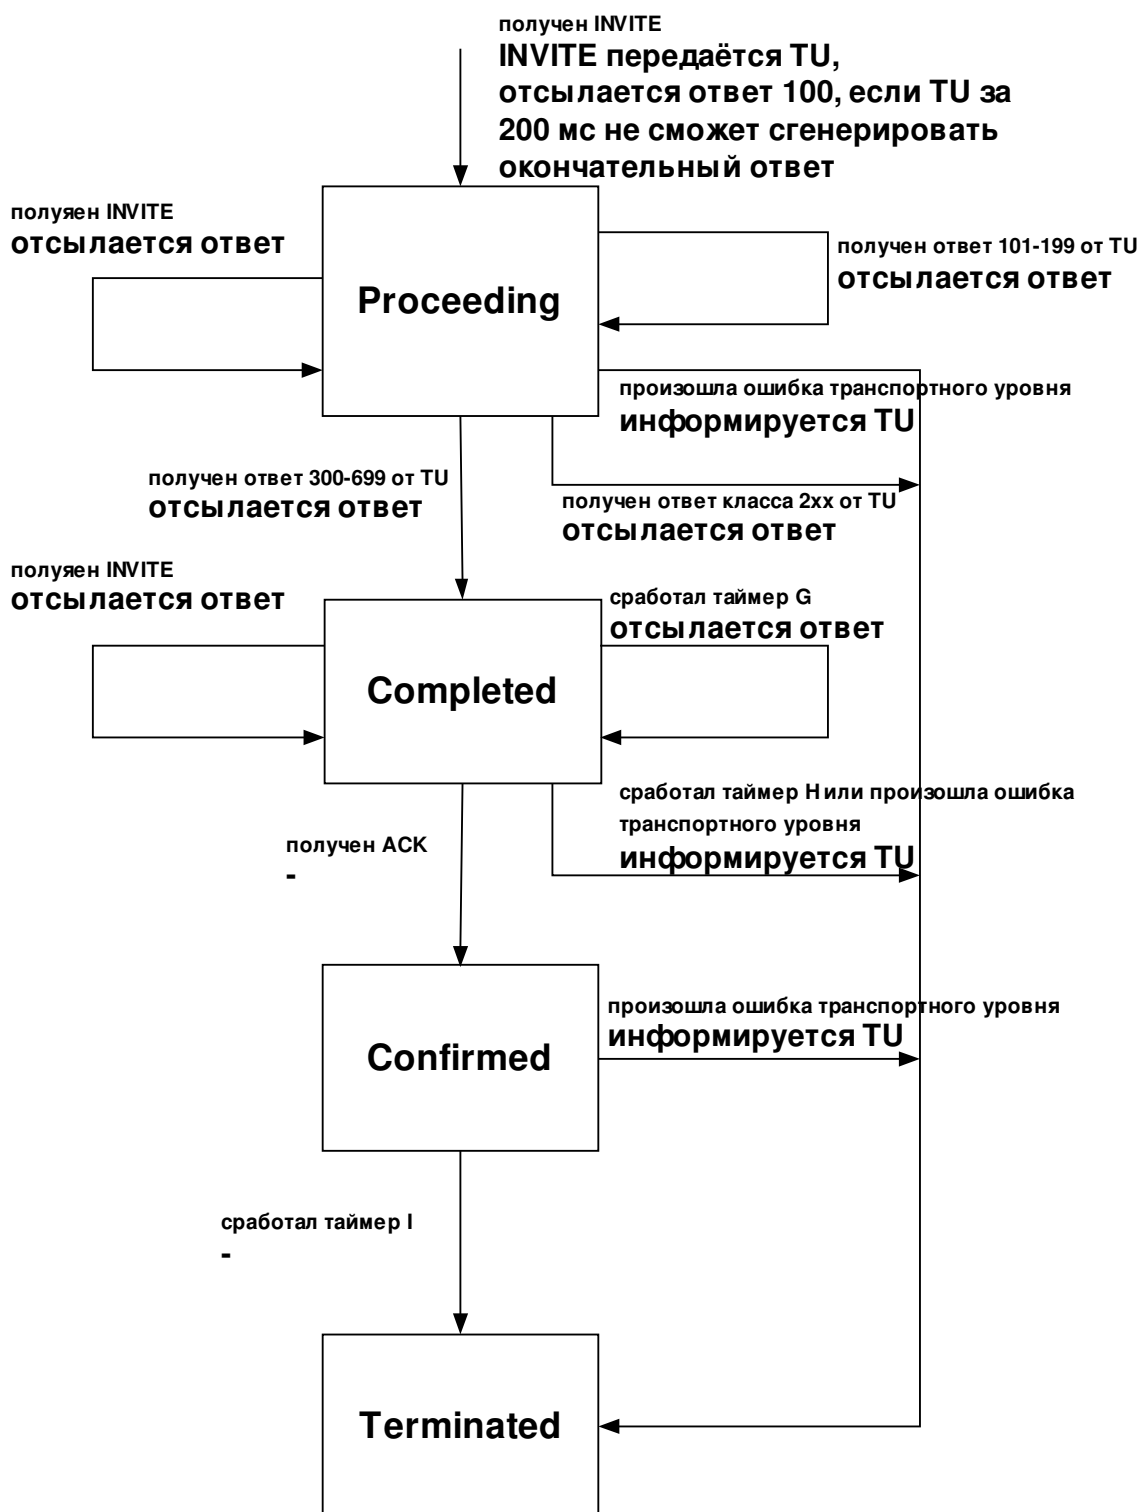 получен INVITE
INVITE передаётся TU,
отсылается ответ 100, если TU за
200 мс не сможет сгенерировать
окончательный ответ
полуяен INVITE
отсылается ответ
получен ответ 101-199 от TU
отсылается ответ
Proceeding
произошла ошибка транспортного уровня
информируется TU
получен ответ 300-699 от TU
отсылается ответ
получен ответ класса 2xx от TU
отсылается ответ
полуяен INVITE
отсылается ответ
сработал таймер G
отсылается ответ
Completed
сработал таймер H или произошла ошибка
транспортного уровня
информируется TU
получен ACK
-
произошла ошибка транспортного уровня
информируется TU
Confirmed
сработал таймер I
-
Terminated